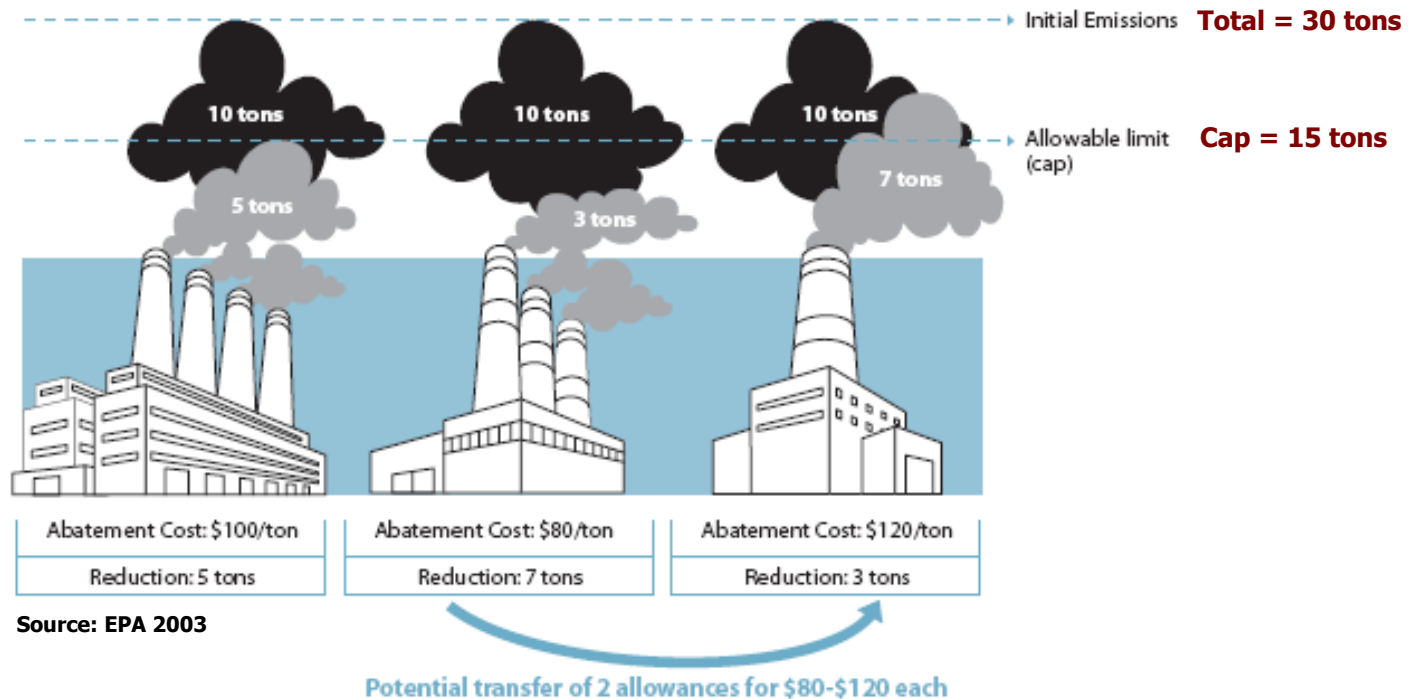 Initial Emissions Total = 30 tons
10 tons 10 tons 10 tons
Allowable limit Cap = 15 tons
(cap)
7 tons
5 tons
3 tons
Abatement Cost: $100/ton Abatement Cost: $80/ton Abatement Cost: $120/ton
Reduction: 5 tons Reduction: 7 tons Reduction: 3 tons
Source: EPA 2003
Potential transfer of 2 allowances for $80-$120 each